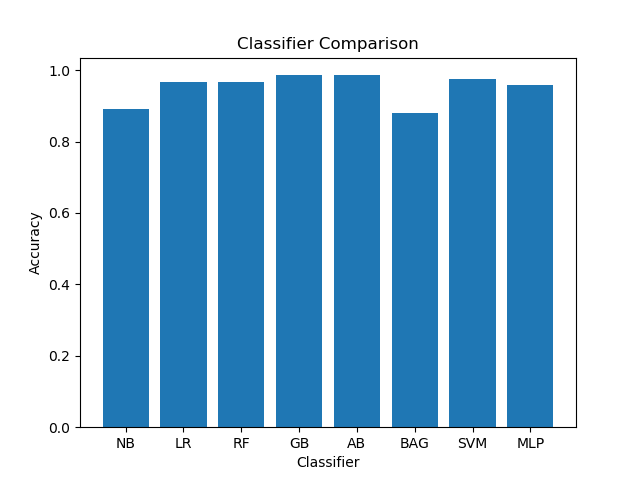 Classifier Comparison
Accuracy
1.0
0.8
0.6
0.4
0.2
0.0
NB LR RF GB AB BAG SVM MLP
Classifier